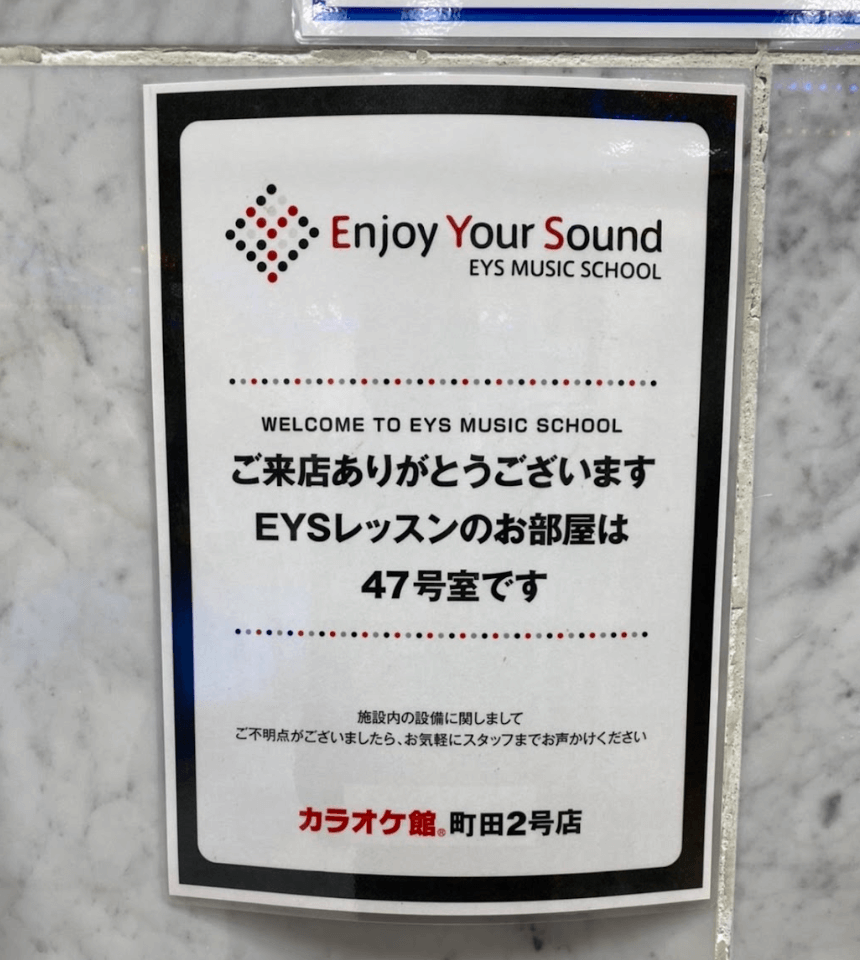 Enjoy Your Sound
EYS MUSIC SCHOOL
WELCOME TO EYS MUSIC SCHOOL
ご来店ありがとうございます
EYSレッスンのお部屋は
47号室です
施設内の設備に関しまして
ご不明点がございましたら、お気軽にスタッフまでお声かけください
カラオケ館® 町田2号店